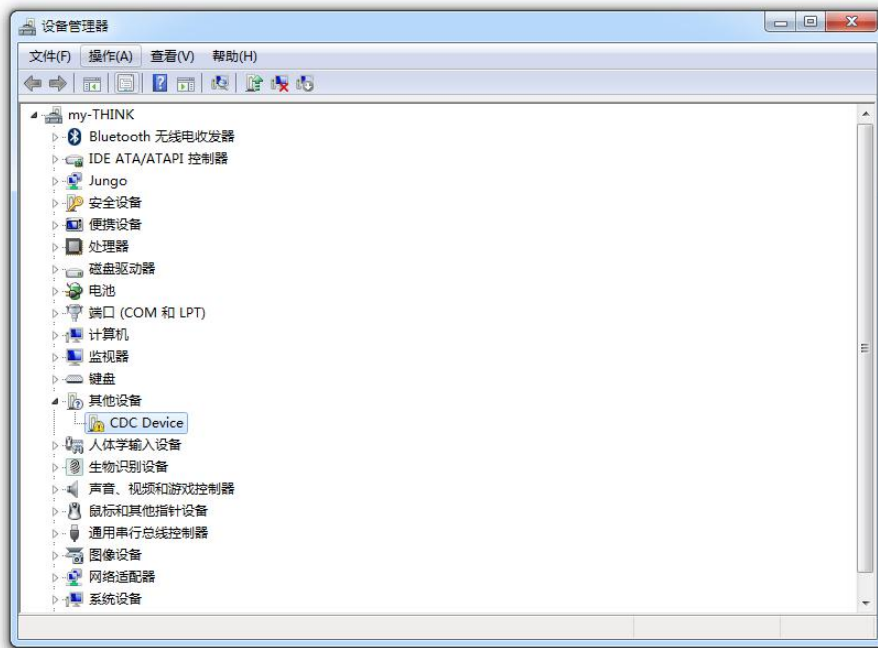 设备管理器
文件(F) 操作(A) 查看(V) 帮助(H)
my-THINK
Bluetooth 无线电收发器
IDE ATA/ATAPI 控制器
Jungo
安全设备
便携设备
处理器
磁盘驱动器
电池
端口 (COM 和 LPT)
计算机
监视器
键盘
其他设备
CDC Device
人体学输入设备
生物识别设备
声音、视频和游戏控制器
鼠标和其他指针设备
通用串行总线控制器
图像设备
网络适配器
系统设备